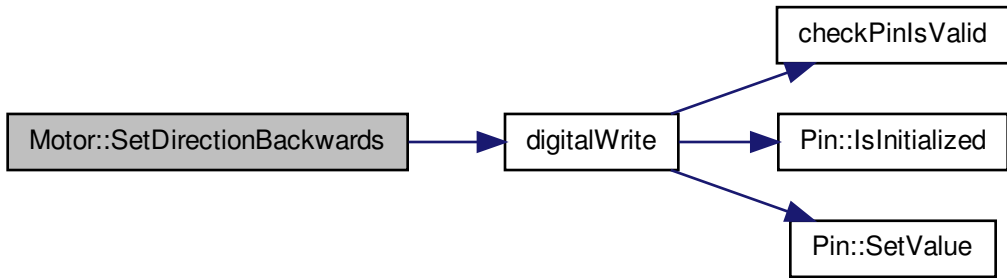 checkPinIsValid
Motor::SetDirectionBackwards
digitalWrite
Pin::IsInitialized
Pin::SetValue